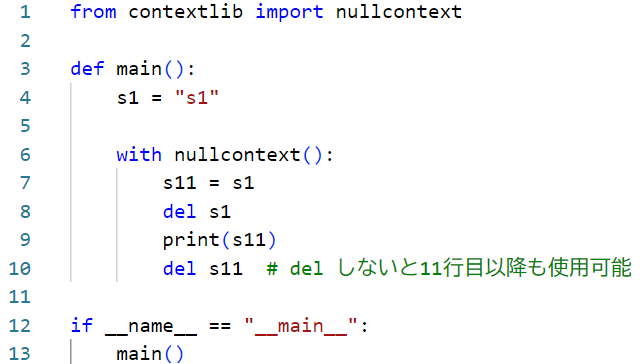 1 from contextlib import nullcontext
2
3 def main():
4     s1 = "s1"
5
6     with nullcontext():
7         s11 = s1
8         del s1
9         print(s11)
10         del s11  # del しないと11行目以降も使用可能
11
12 if __name__ == "__main__":
13     main()